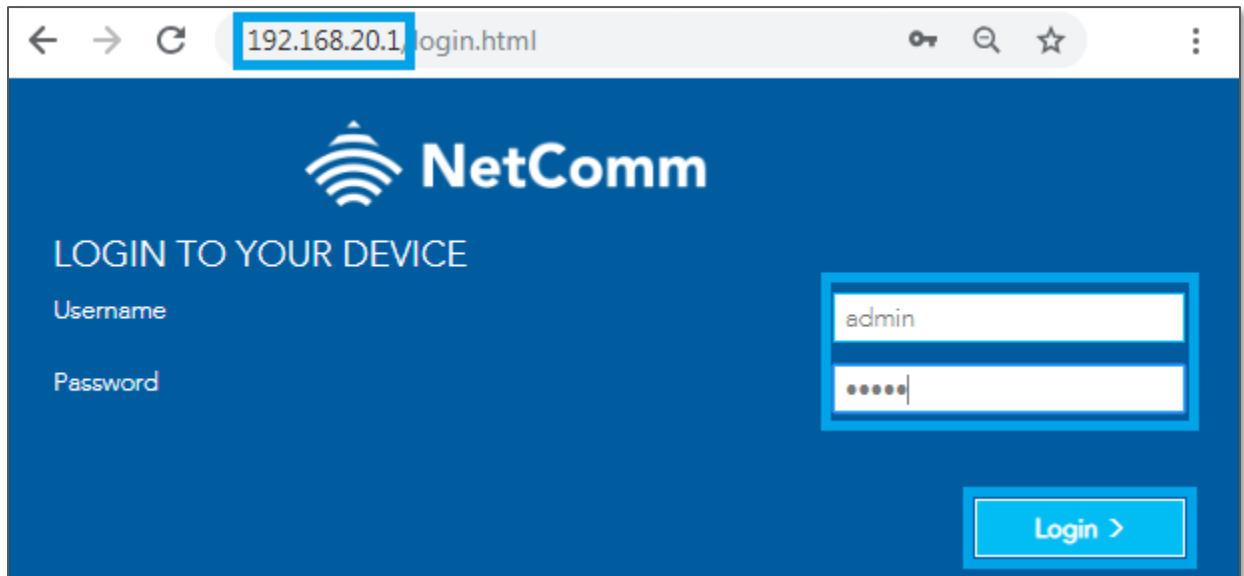 192.168.20.1/login.html
NetComm
LOGIN TO YOUR DEVICE
Username
admin
Password
•••••
Login >